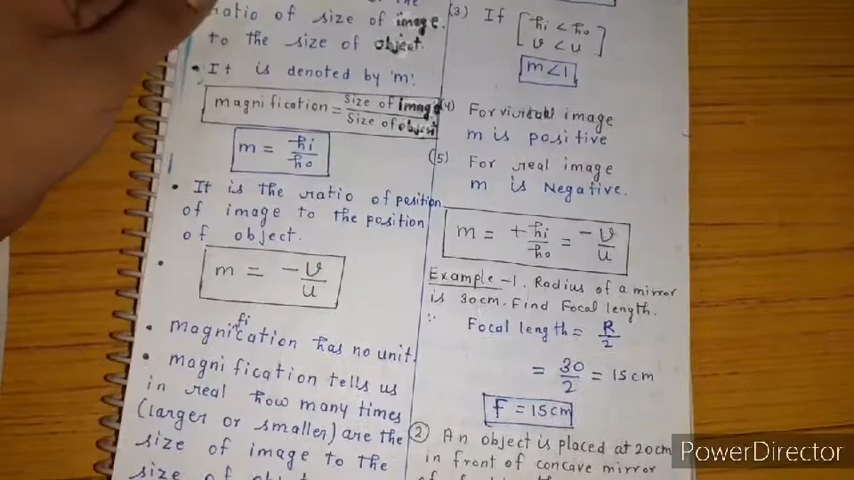 ratio of size of image.
to the size of object.
• It is denoted by 'm'.
magnification = Size of image / Size of object
m = hi / ho
• It is the ratio of position
of image to the position
of object.
m = -v / u
• Magnification has no unit.
• Magnification tells us
in real how many times
(larger or smaller) are the
size of image to the
size of
(3) If [hi < ho
v < u]
m < 1
(4) For virtual image
m is positive
(5) For real image
m is Negative.
m = + hi / ho = -v / u
Example-1. Radius of a mirror
is 30cm. Find Focal length.
∵ Focal length = R / 2
= 30 / 2 = 15 cm
f = 15cm
② An object is placed at 20cm
in front of concave mirror
PowerDirector